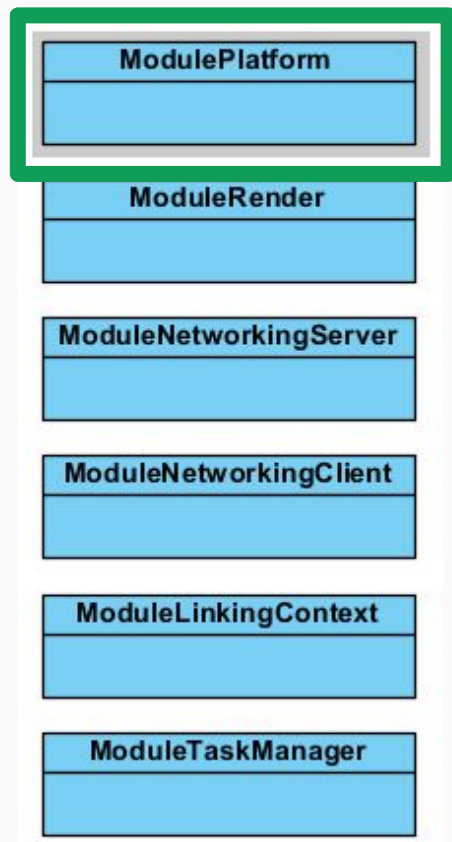 ModulePlatform
ModuleRender
ModuleNetworkingServer
ModuleNetworkingClient
ModuleLinkingContext
ModuleTaskManager